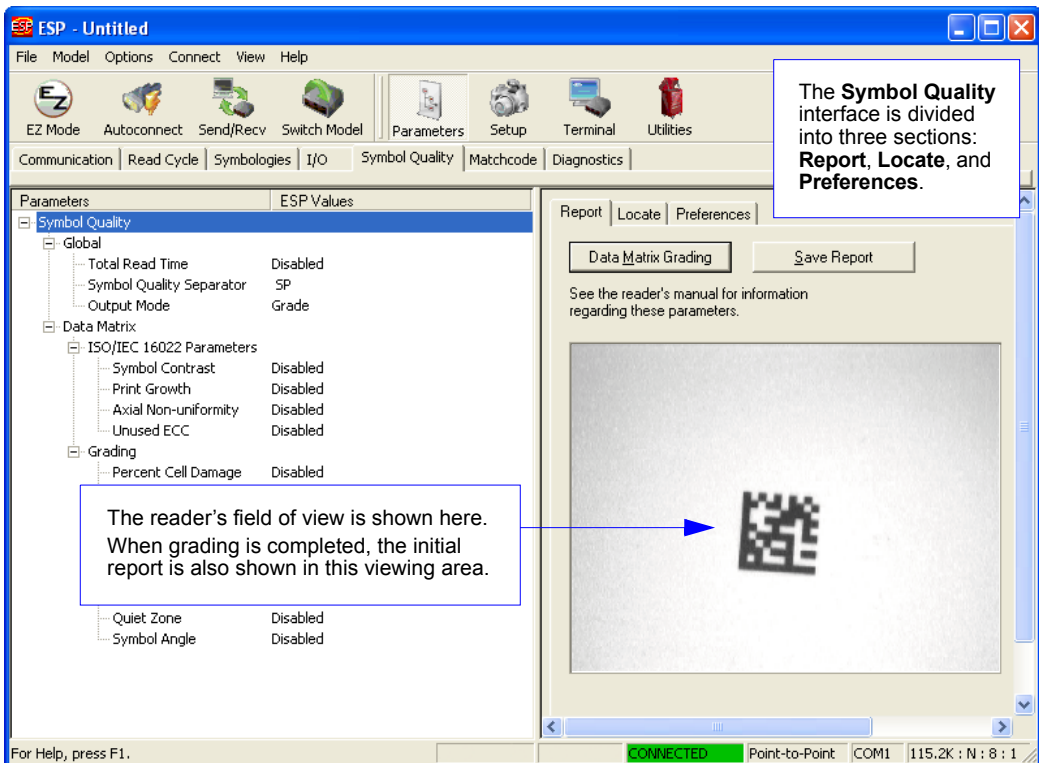 ESP - Untitled
File Model Options Connect View Help
EZ Mode Autoconnect Send/Recv Switch Model Parameters Setup Terminal Utilities
Communication Read Cycle Symbologies I/O Symbol Quality Matchcode Diagnostics
The Symbol Quality
interface is divided
into three sections:
Report, Locate, and
Preferences.
Parameters ESP Values
Symbol Quality
Global
Total Read Time Disabled
Symbol Quality Separator SP
Output Mode Grade
Data Matrix
ISO/IEC 16022 Parameters
Symbol Contrast Disabled
Print Growth Disabled
Axial Non-uniformity Disabled
Unused ECC Disabled
Grading
Percent Cell Damage Disabled
The reader's field of view is shown here.
When grading is completed, the initial
report is also shown in this viewing area.
Quiet Zone Disabled
Symbol Angle Disabled
Report Locate Preferences
Data Matrix Grading Save Report
See the reader's manual for information
regarding these parameters.
For Help, press F1. CONNECTED Point-to-Point COM1 115.2K : N : 8 : 1